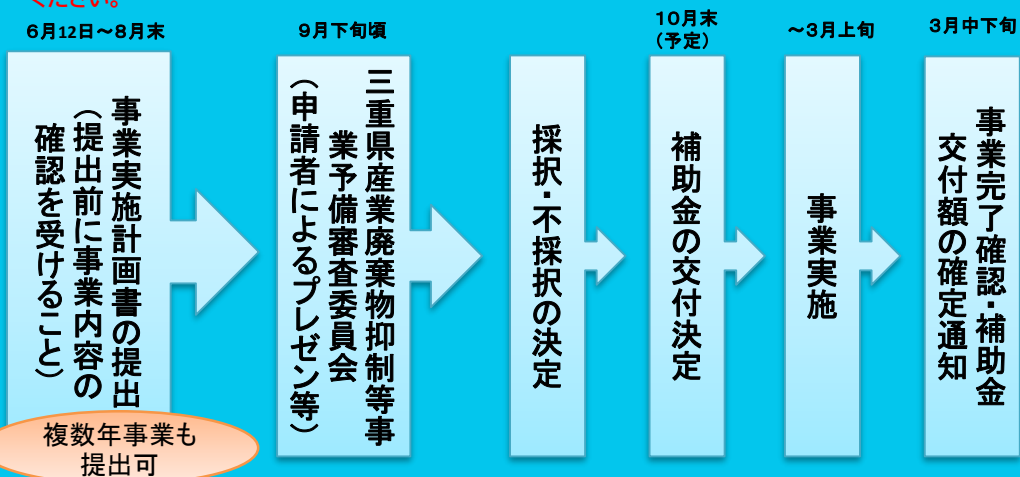 ください。
6月12日～8月末
事業実施計画書の提出
（提出前に事業内容の
確認を受けること）
複数年事業も
提出可
9月下旬頃
三重県産業廃棄物抑制等事
業予備審査委員会
（申請者によるプレゼン等）
採択・不採択の決定
10月末
（予定）
補助金の交付決定
～3月上旬
事業実施
3月中下旬
事業完了確認・補助金
交付額の確定通知